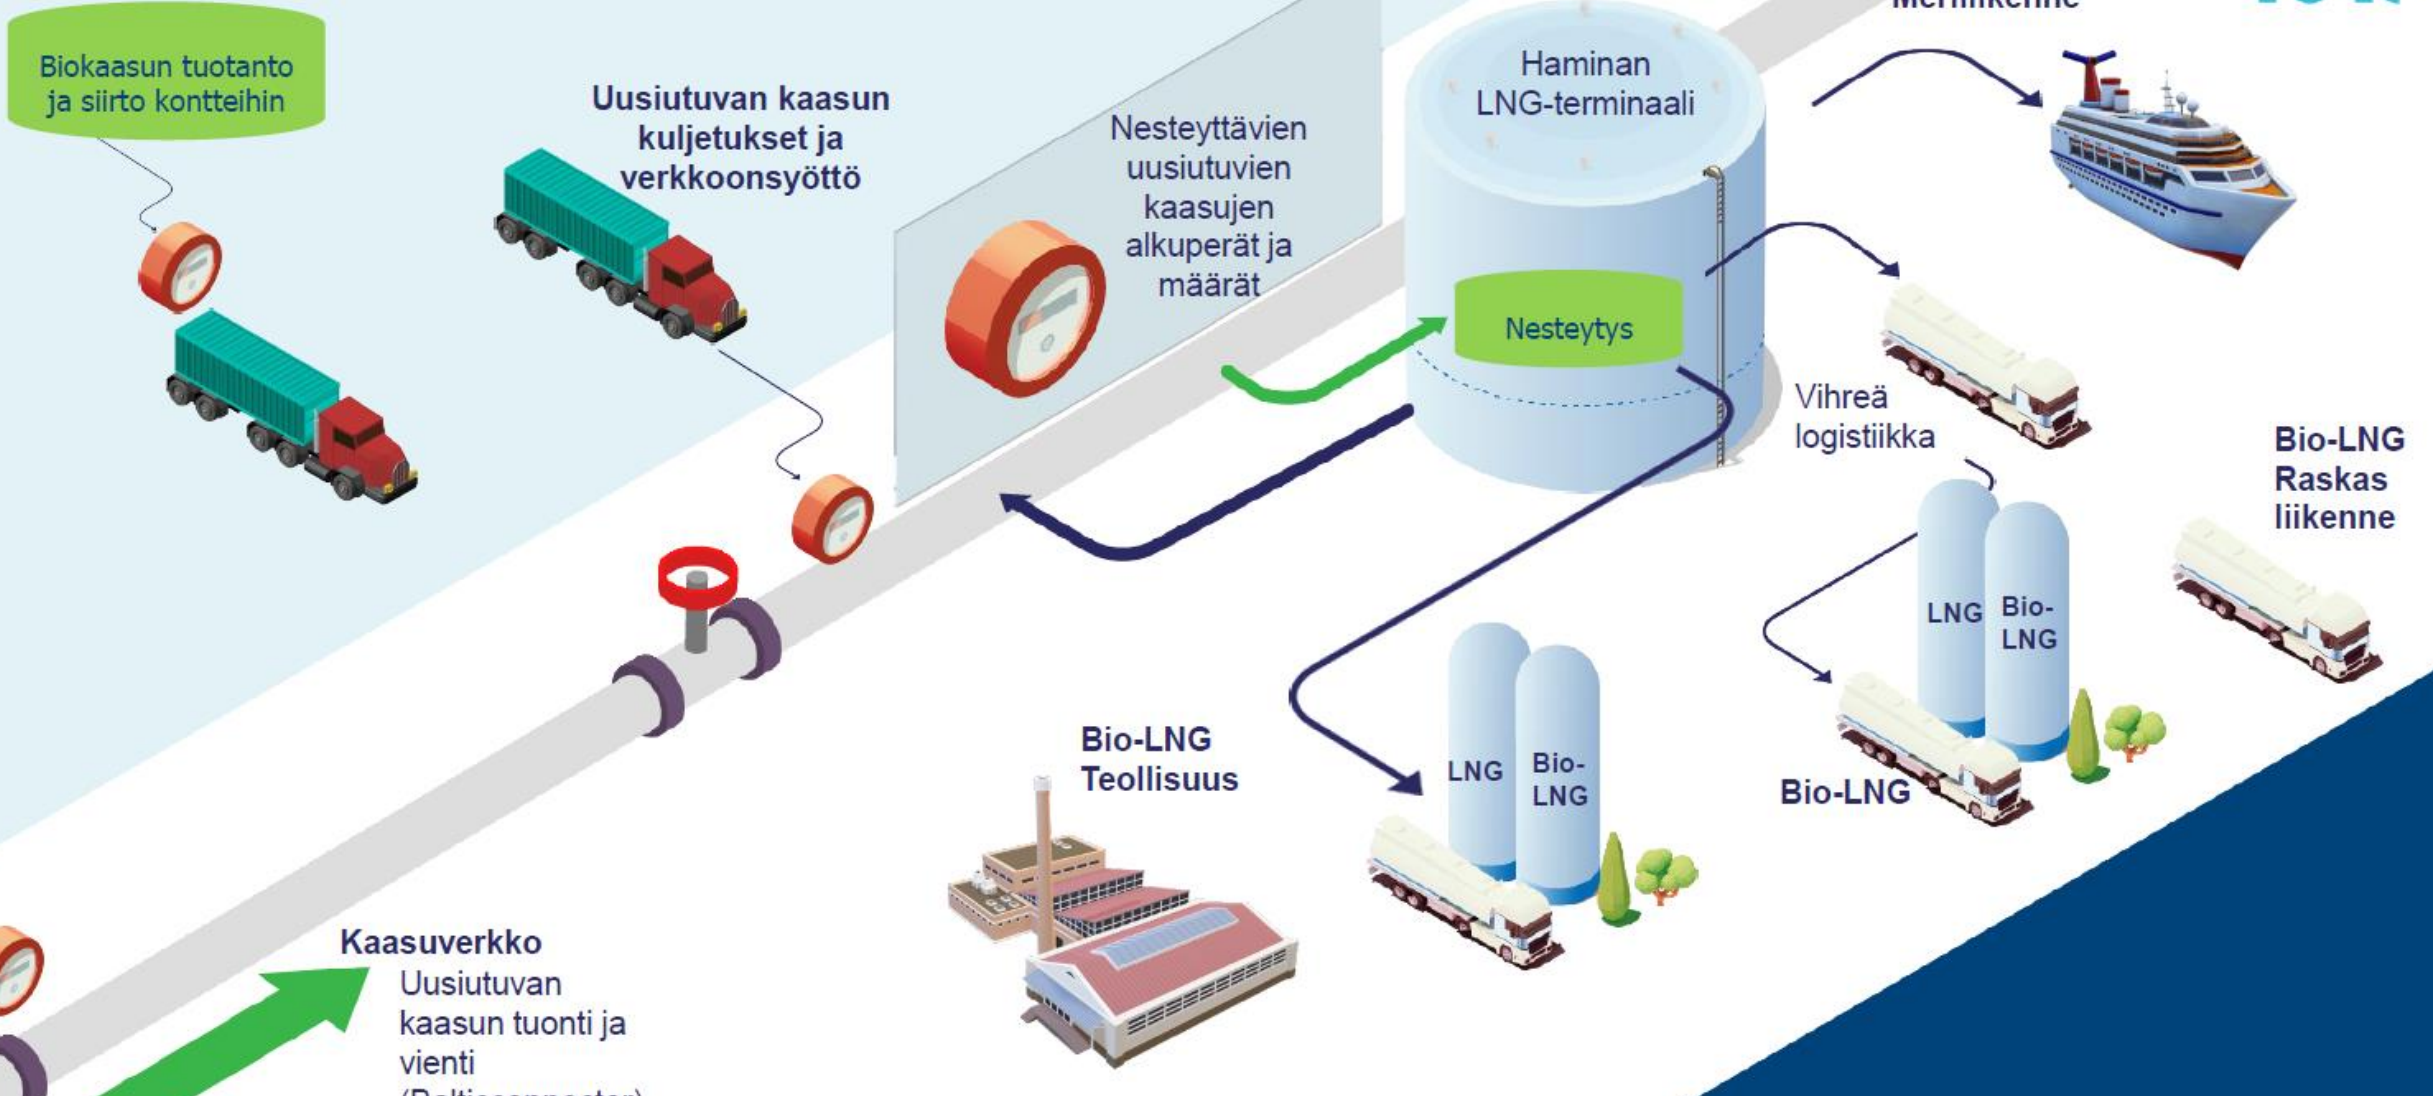 Meriliikenne
Biokaasun tuotanto
ja siirto kontteihin
Uusiutuvan kaasun
kuljetukset ja
verkkoonsyöttö
Nesteyttävien
uusiutuvien
kaasujen
alkuperät ja
määrät
Haminan
LNG-terminaali
Nesteytys
Vihreä
logistiikka
Bio-LNG
Raskas
liikenne
LNG
Bio-
LNG
Bio-LNG
Bio-LNG
Teollisuus
LNG
Bio-
LNG
Kaasuverkko
Uusiutuvan
kaasun tuonti ja
vienti
(Balticconnector)